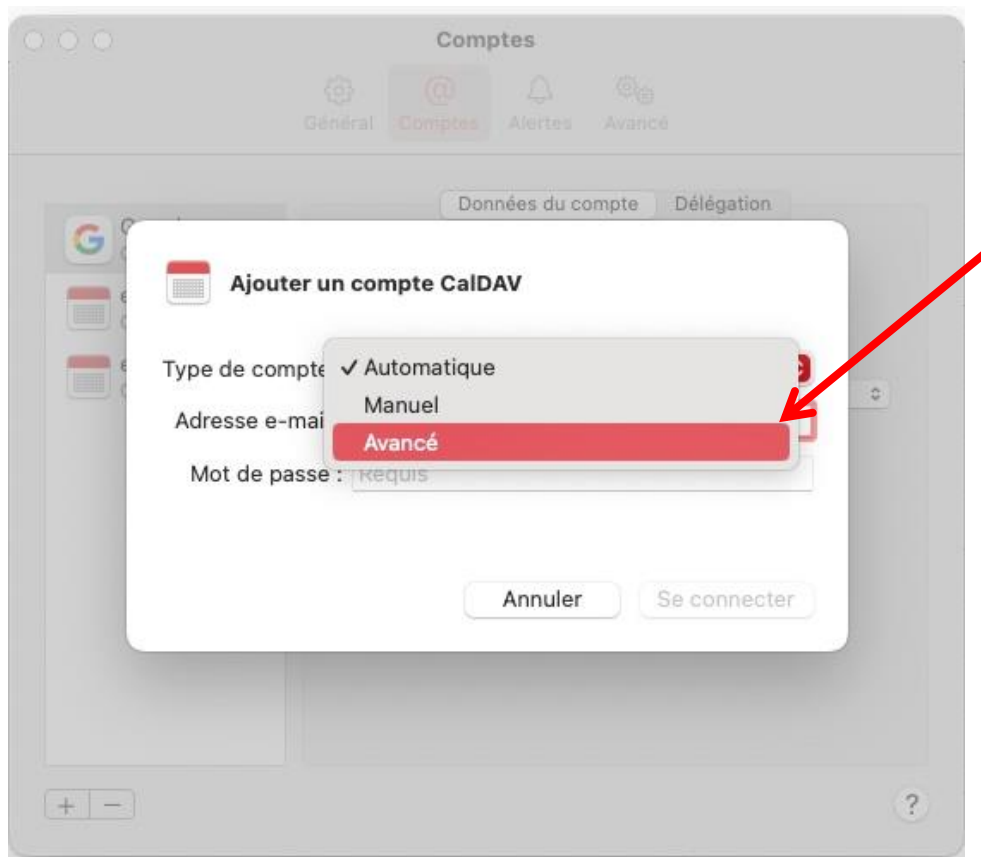 Comptes
Général Comptes Alertes Avancé
Données du compte Délégation
Ajouter un compte CalDAV
Type de compte ✓ Automatique
Manuel
Adresse e-mai
Avancé
Mot de passe : Requis
Annuler Se connecter
+ − ?